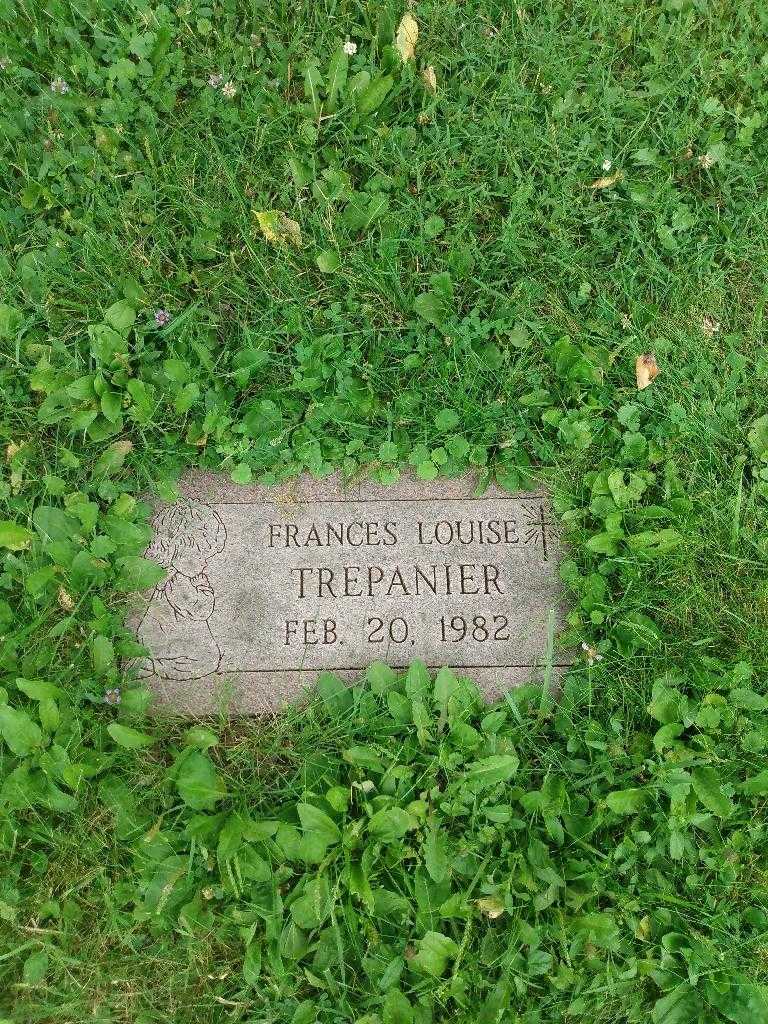 FRANCES LOUISE
TREPANIER
FEB. 20, 1982